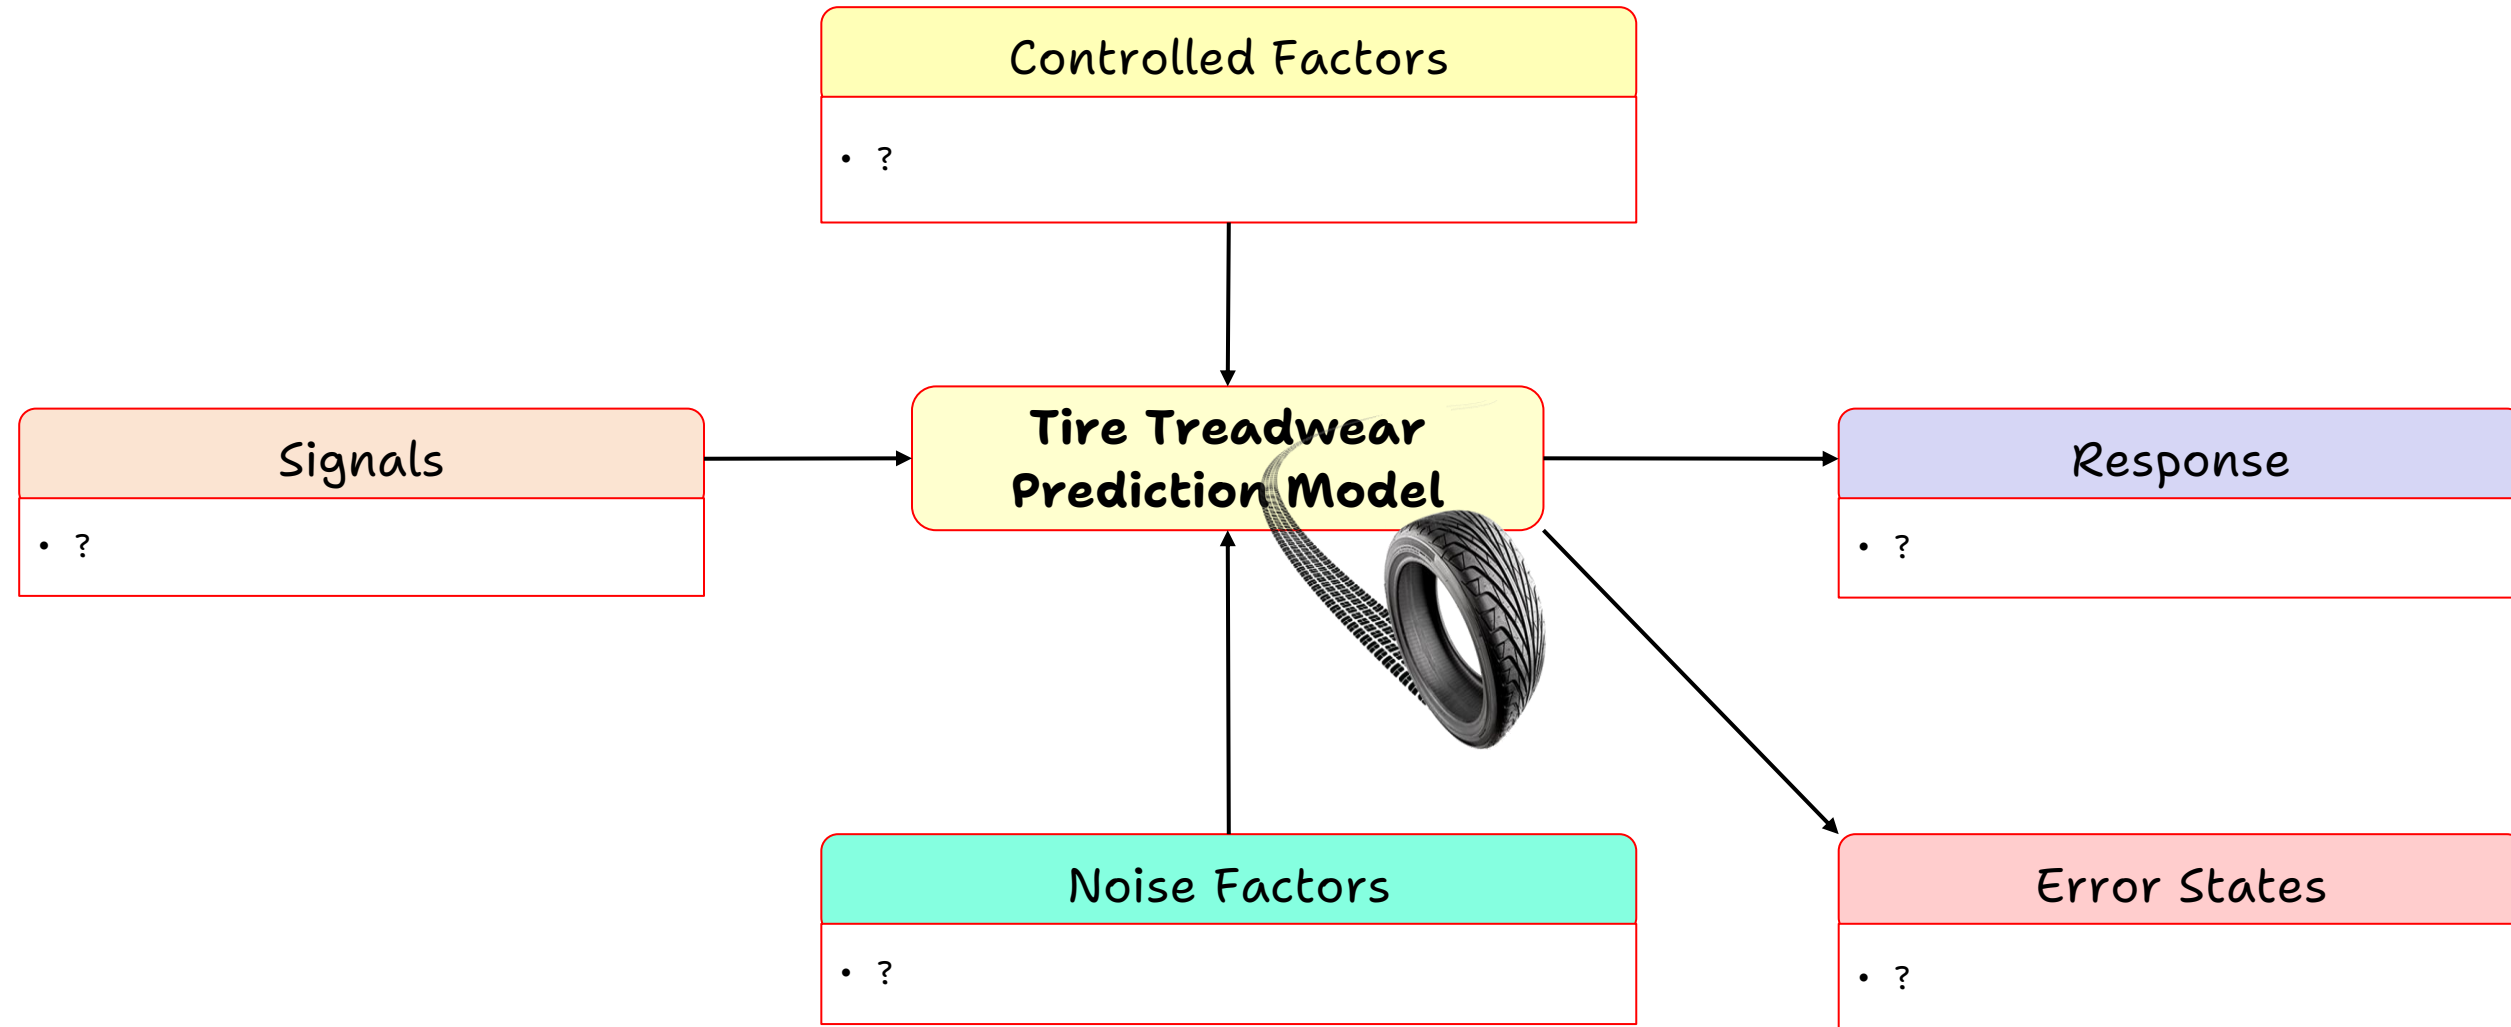 Controlled Factors
• ?
Signals
• ?
Tire Treadwear
Prediction Model
Response
• ?
Noise Factors
• ?
Error States
• ?